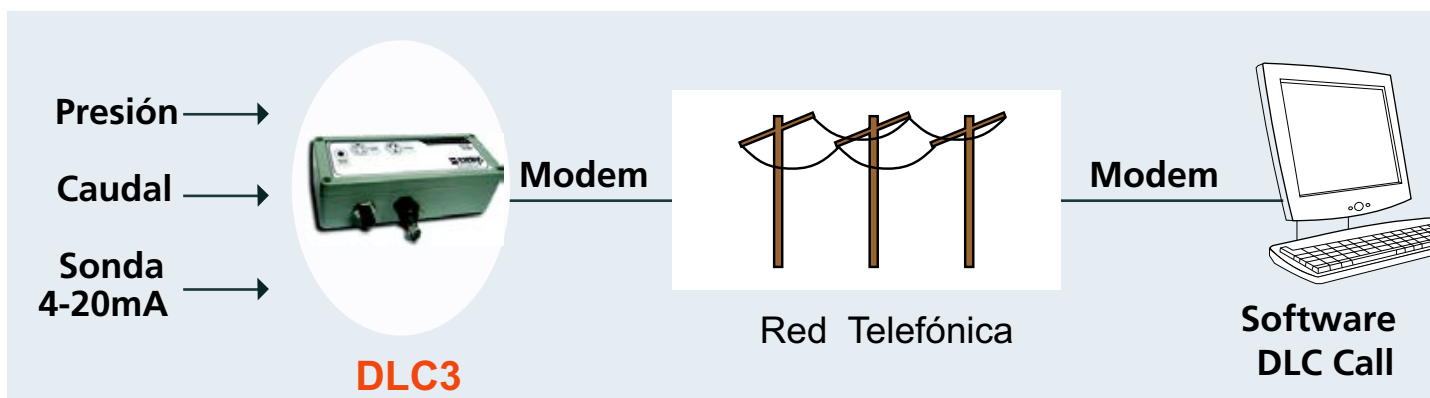 Presión
Caudal
Sonda
4-20mA
DLC3
Modem
Red Telefónica
Modem
Software
DLC Call